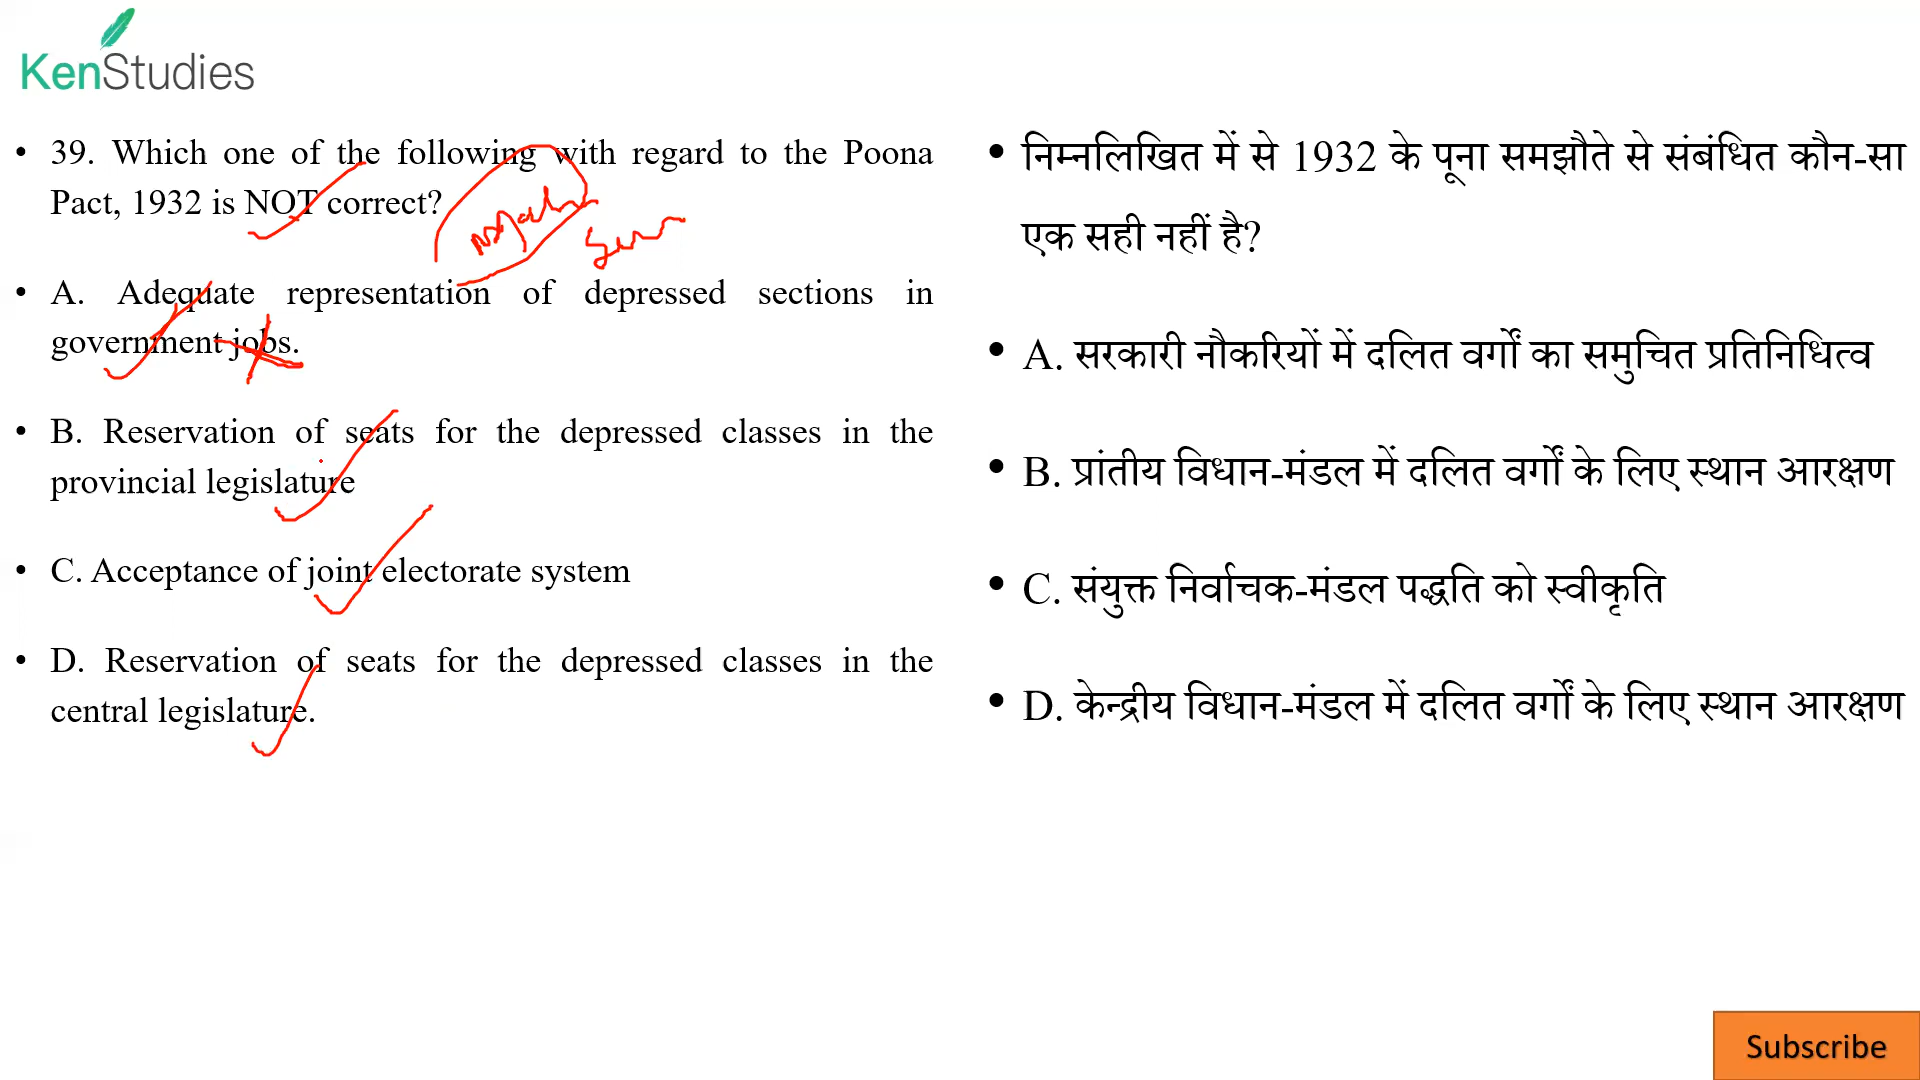 KenStudies
• 39. Which one of the following with regard to the Poona
Pact, 1932 is NOT correct?
• A. Adequate representation of depressed sections in
government jobs.
• B. Reservation of seats for the depressed classes in the
provincial legislature
• C. Acceptance of joint electorate system
• D. Reservation of seats for the depressed classes in the
central legislature.
• निम्नलिखित में से 1932 के पूना समझौते से संबंधित कौन-सा
एक सही नहीं है?
• A. सरकारी नौकरियों में दलित वर्गों का समुचित प्रतिनिधित्व
• B. प्रांतीय विधान-मंडल में दलित वर्गों के लिए स्थान आरक्षण
• C. संयुक्त निर्वाचक-मंडल पद्धति को स्वीकृति
• D. केन्द्रीय विधान-मंडल में दलित वर्गों के लिए स्थान आरक्षण
Subscribe